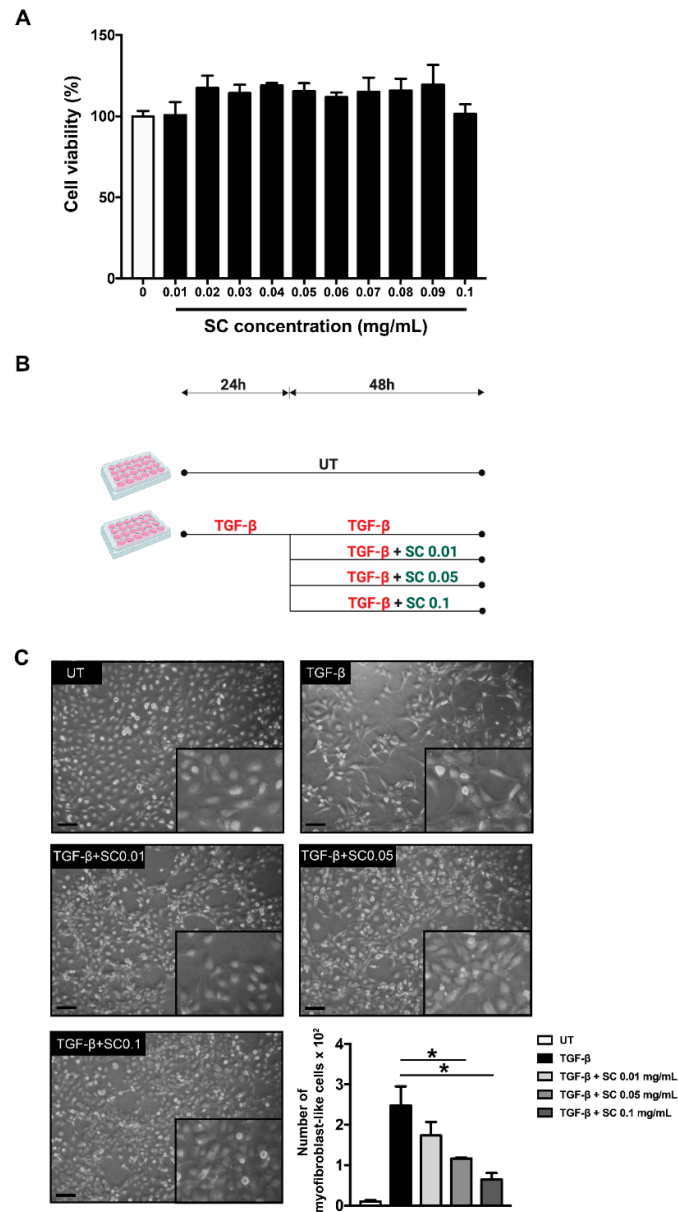 A
Cell viability (%)
150
100
50
0
0 0.01 0.02 0.03 0.04 0.05 0.06 0.07 0.08 0.09 0.1
SC concentration (mg/mL)
B
24h 48h
UT
TGF-β TGF-β
TGF-β + SC 0.01
TGF-β + SC 0.05
TGF-β + SC 0.1
C
UT
TGF-β
TGF-β+SC0.01
TGF-β+SC0.05
TGF-β+SC0.1
Number of
myofibroblast-like cells x 10²
4
3
2
1
0
*
*
UT
TGF-β
TGF-β + SC 0.01 mg/mL
TGF-β + SC 0.05 mg/mL
TGF-β + SC 0.1 mg/mL